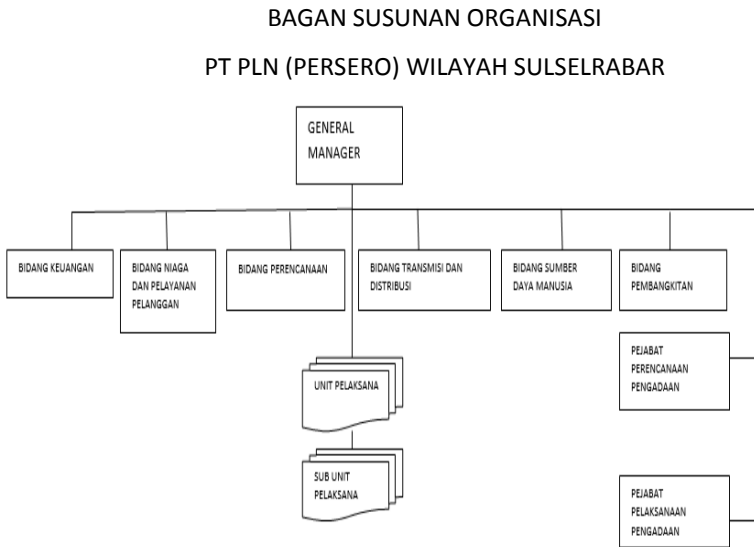 BAGAN SUSUNAN ORGANISASI
PT PLN (PERSERO) WILAYAH SULSELRABAR
GENERAL
MANAGER
BIDANG KEUANGAN
BIDANG NIAGA
DAN PELAYANAN
PELANGGAN
BIDANG PERENCANAAN
BIDANG TRANSMISI DAN
DISTRIBUSI
BIDANG SUMBER
DAYA MANUSIA
BIDANG
PEMBANGKITAN
PEJABAT
PERENCANAAN
PENGADAAN
UNIT PELAKSANA
SUB UNIT
PELAKSANA
PEJABAT
PELAKSANAAN
PENGADAAN